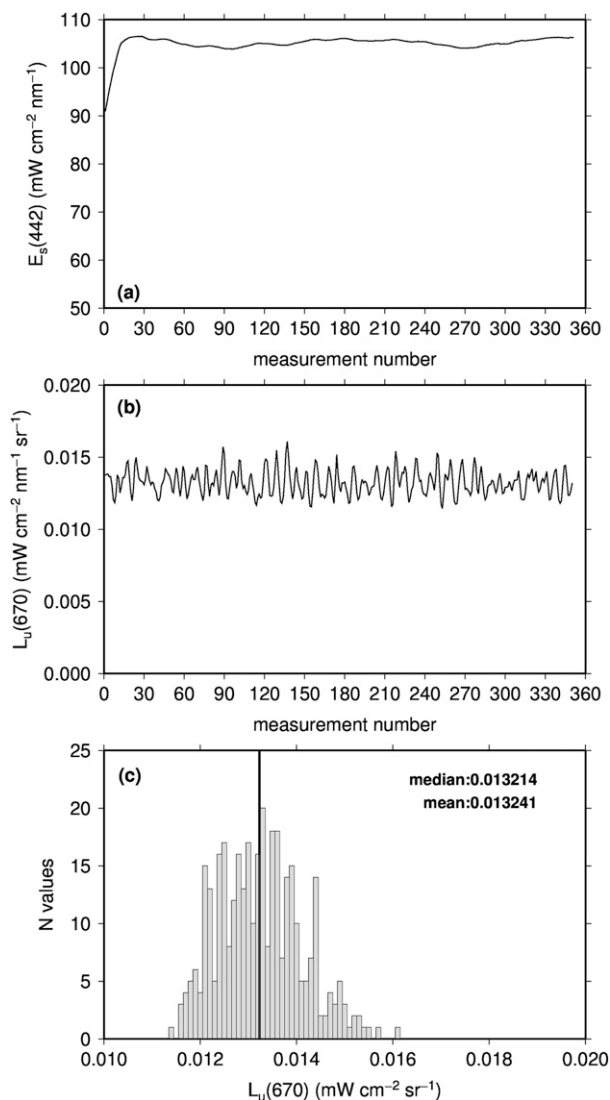 110
100
90
80
70
60
50
E_s(442) (mW cm⁻² nm⁻¹)
(a)
0 30 60 90 120 150 180 210 240 270 300 330 360
measurement number
0.020
0.015
0.010
0.005
0.000
L_u(670) (mW cm⁻² nm⁻¹ sr⁻¹)
(b)
0 30 60 90 120 150 180 210 240 270 300 330 360
measurement number
25
20
15
10
5
0
N values
(c)
median:0.013214
mean:0.013241
0.010 0.012 0.014 0.016 0.018 0.020
L_u(670) (mW cm⁻² sr⁻¹)